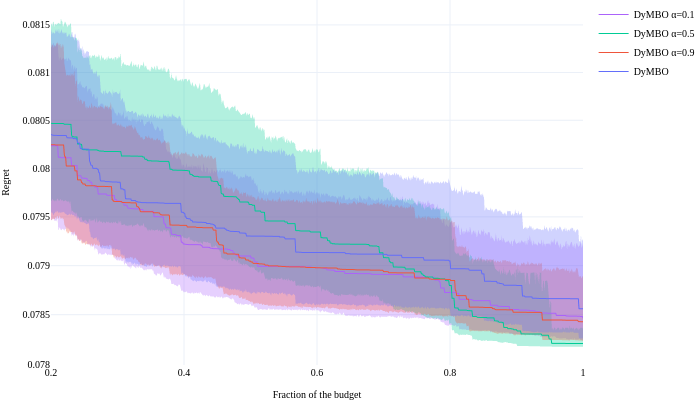 0.0815
0.081
0.0805
0.08
0.0795
0.079
0.0785
0.078
Regret
0.2
0.4
0.6
0.8
1
Fraction of the budget
DyMBO α=0.1
DyMBO α=0.5
DyMBO α=0.9
DyMBO